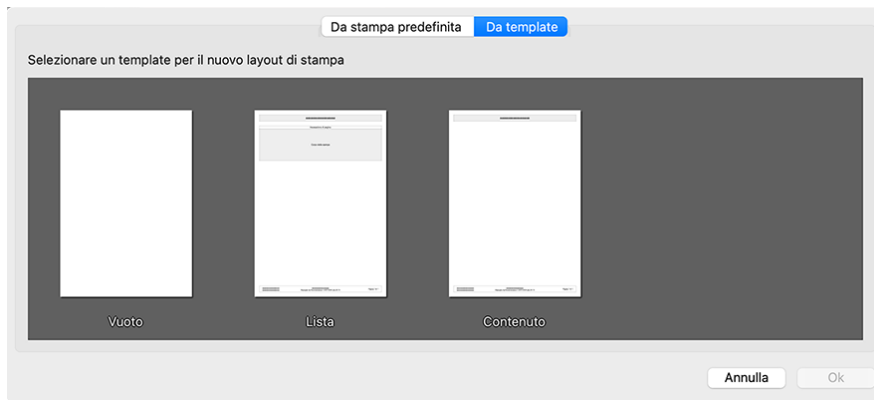 Da stampa predefinita Da template
Selezionare un template per il nuovo layout di stampa
Vuoto Lista Contenuto
Annulla Ok